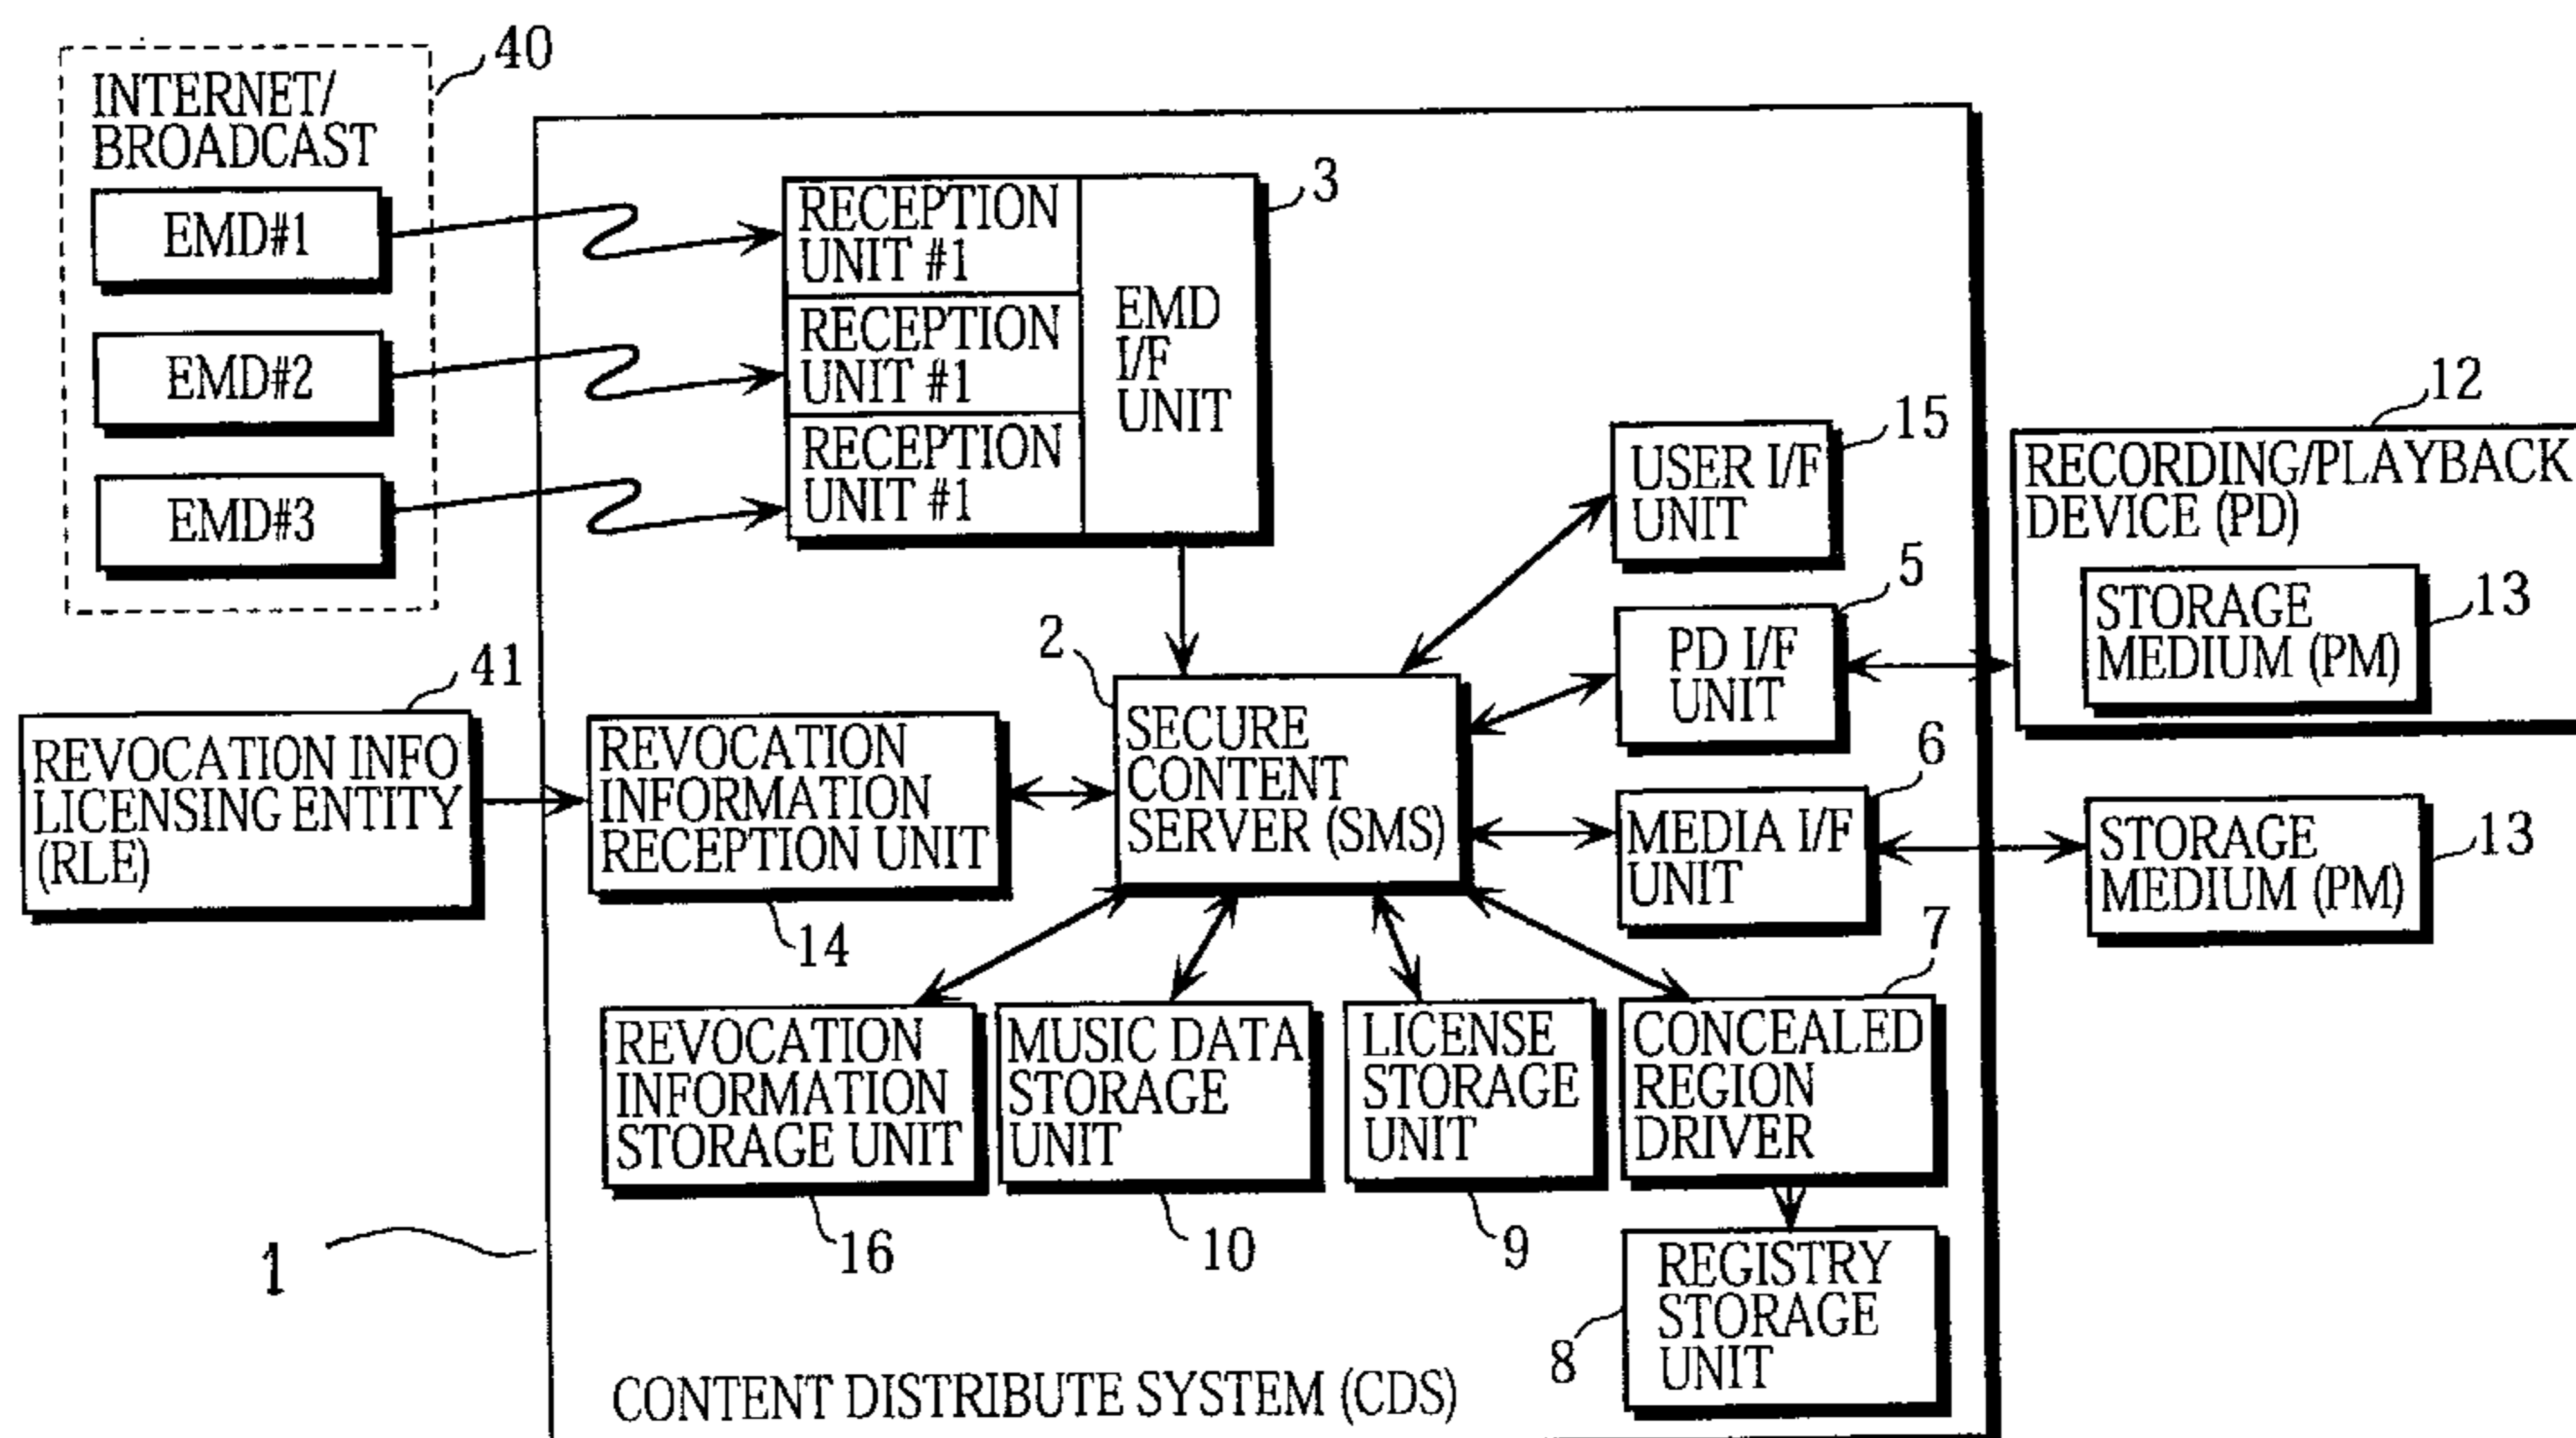 40
INTERNET/
BROADCAST
EMD#1
EMD#2
EMD#3
3
RECEPTION
UNIT #1
RECEPTION
UNIT #1
RECEPTION
UNIT #1
EMD
I/F
UNIT
15
USER I/F
UNIT
12
RECORDING/PLAYBACK
DEVICE (PD)
STORAGE
MEDIUM (PM)
13
5
PD I/F
UNIT
41
REVOCATION INFO
LICENSING ENTITY
(RLE)
REVOCATION
INFORMATION
RECEPTION UNIT
14
2
SECURE
CONTENT
SERVER (SMS)
6
MEDIA I/F
UNIT
STORAGE
MEDIUM (PM)
13
REVOCATION
INFORMATION
STORAGE UNIT
16
MUSIC DATA
STORAGE
UNIT
10
LICENSE
STORAGE
UNIT
9
7
CONCEALED
REGION
DRIVER
REGISTRY
STORAGE
UNIT
8
1
CONTENT DISTRIBUTE SYSTEM (CDS)